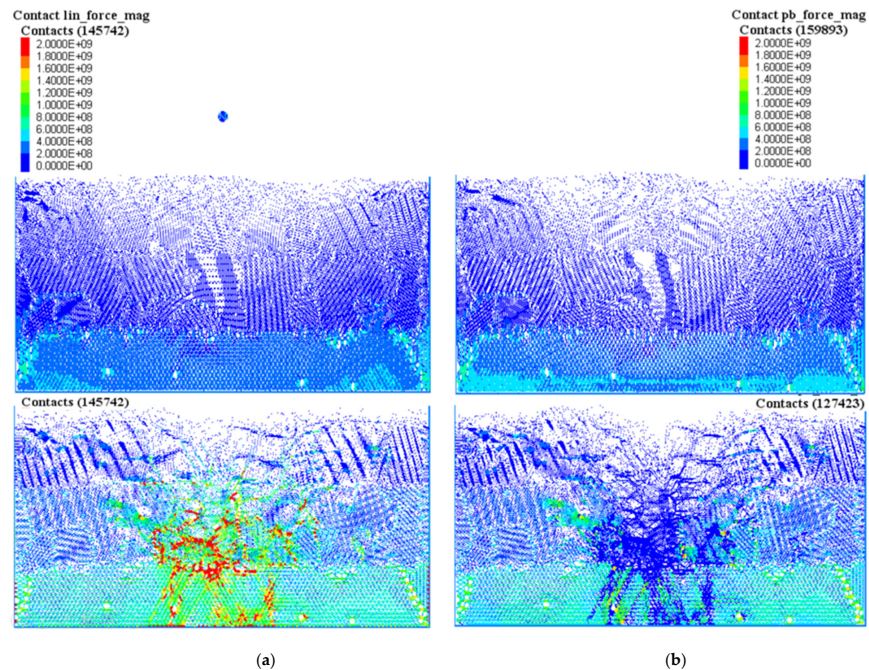 Contact lin_force_mag
Contacts (145742)
2.0000E+09
1.8000E+09
1.6000E+09
1.4000E+09
1.2000E+09
1.0000E+09
8.0000E+08
6.0000E+08
4.0000E+08
2.0000E+08
0.0000E+00
Contact pb_force_mag
Contacts (159893)
2.0000E+09
1.8000E+09
1.6000E+09
1.4000E+09
1.2000E+09
1.0000E+09
8.0000E+08
6.0000E+08
4.0000E+08
2.0000E+08
0.0000E+00
Contacts (145742)
Contacts (127423)
(a)
(b)